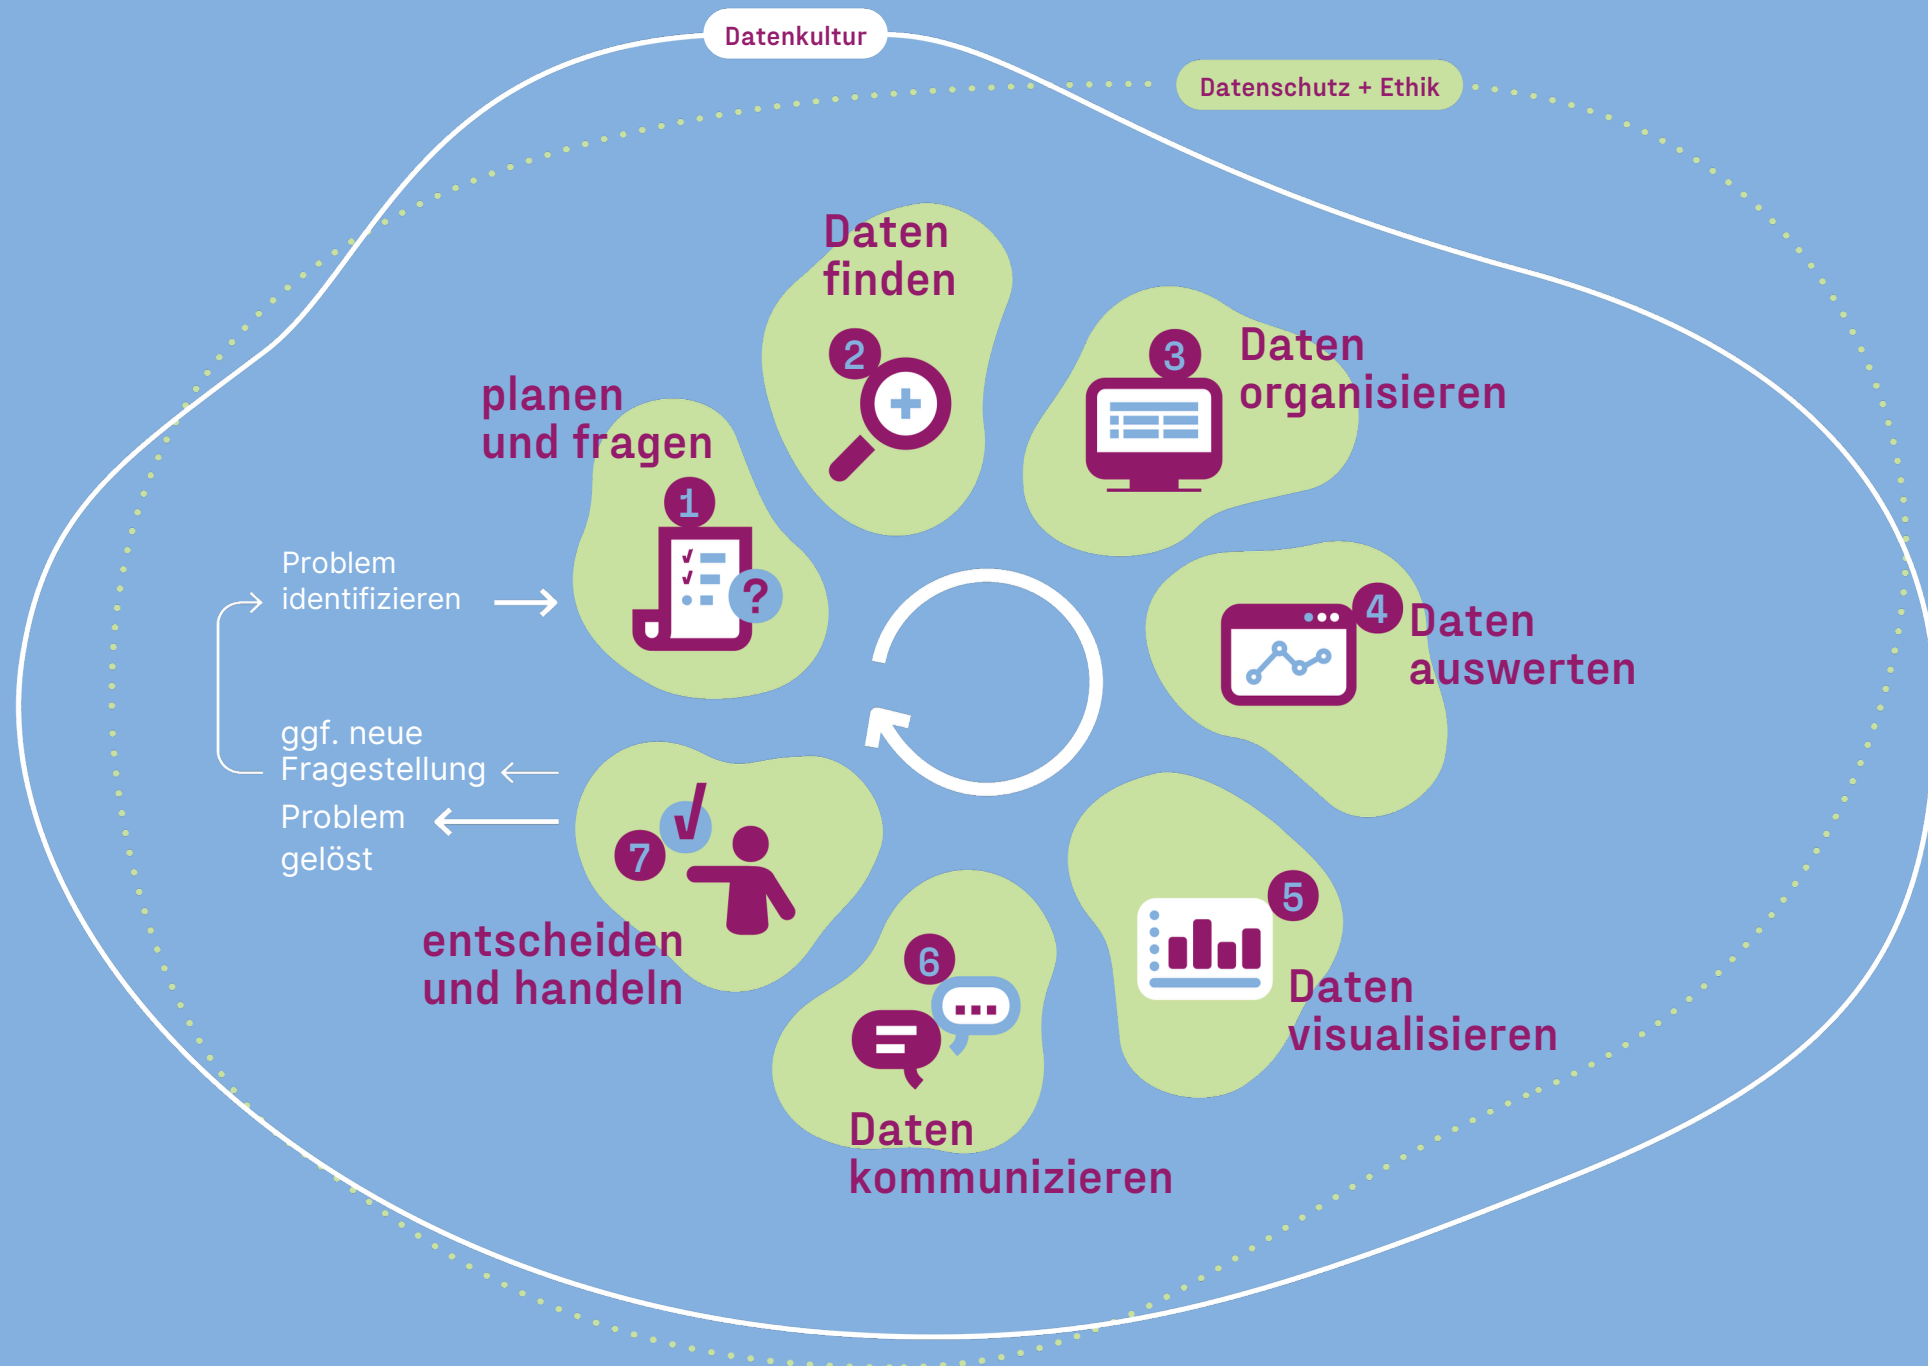 Datenkultur
Datenschutz + Ethik
planen
und fragen
1
?
Daten
finden
2
3
Daten
organisieren
4
Daten
auswerten
5
Daten
visualisieren
6
Daten
kommunizieren
7
entscheiden
und handeln
Problem
identifizieren
ggf. neue
Fragestellung
Problem
gelöst